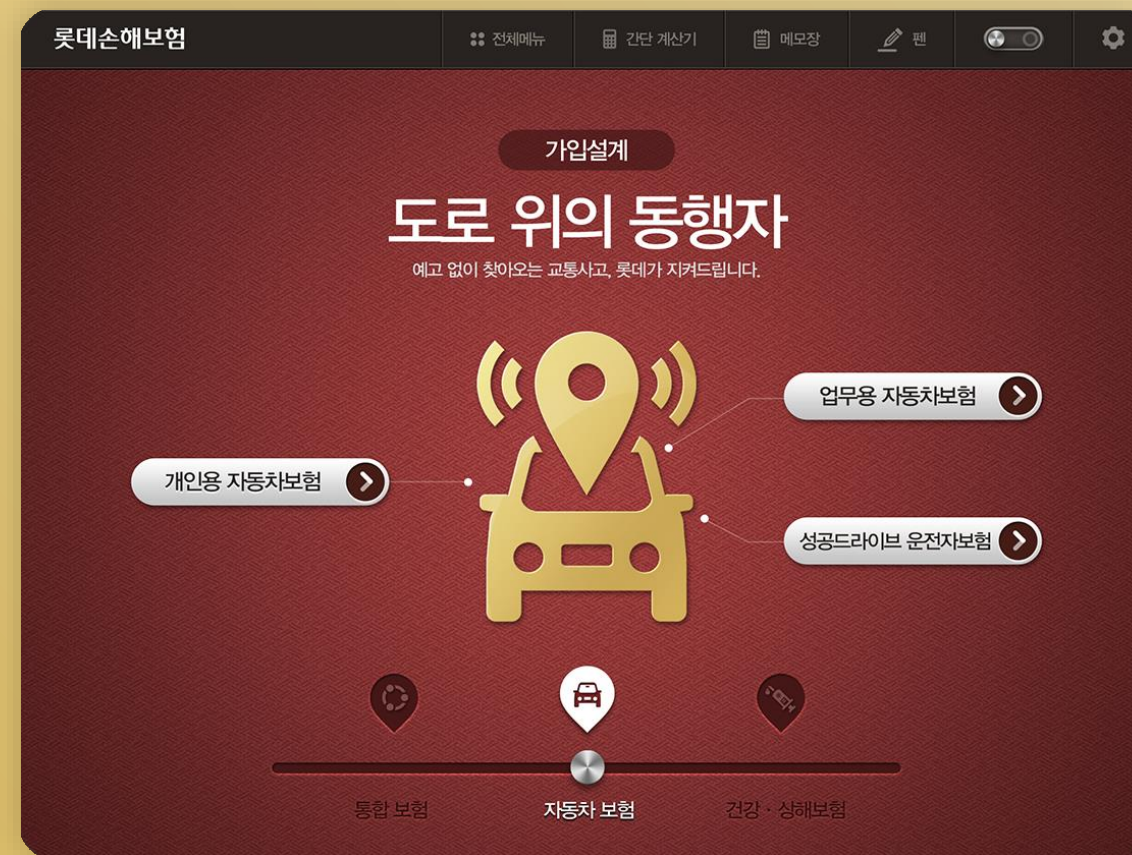 롯데손해보험
전체메뉴
간단 계산기
메모장
펜
가입설계
도로 위의 동행자
예고 없이 찾아오는 교통사고, 롯데가 지켜드립니다.
업무용 자동차보험
개인용 자동차보험
성공드라이브 운전자보험
통합 보험
자동차 보험
건강 · 상해보험